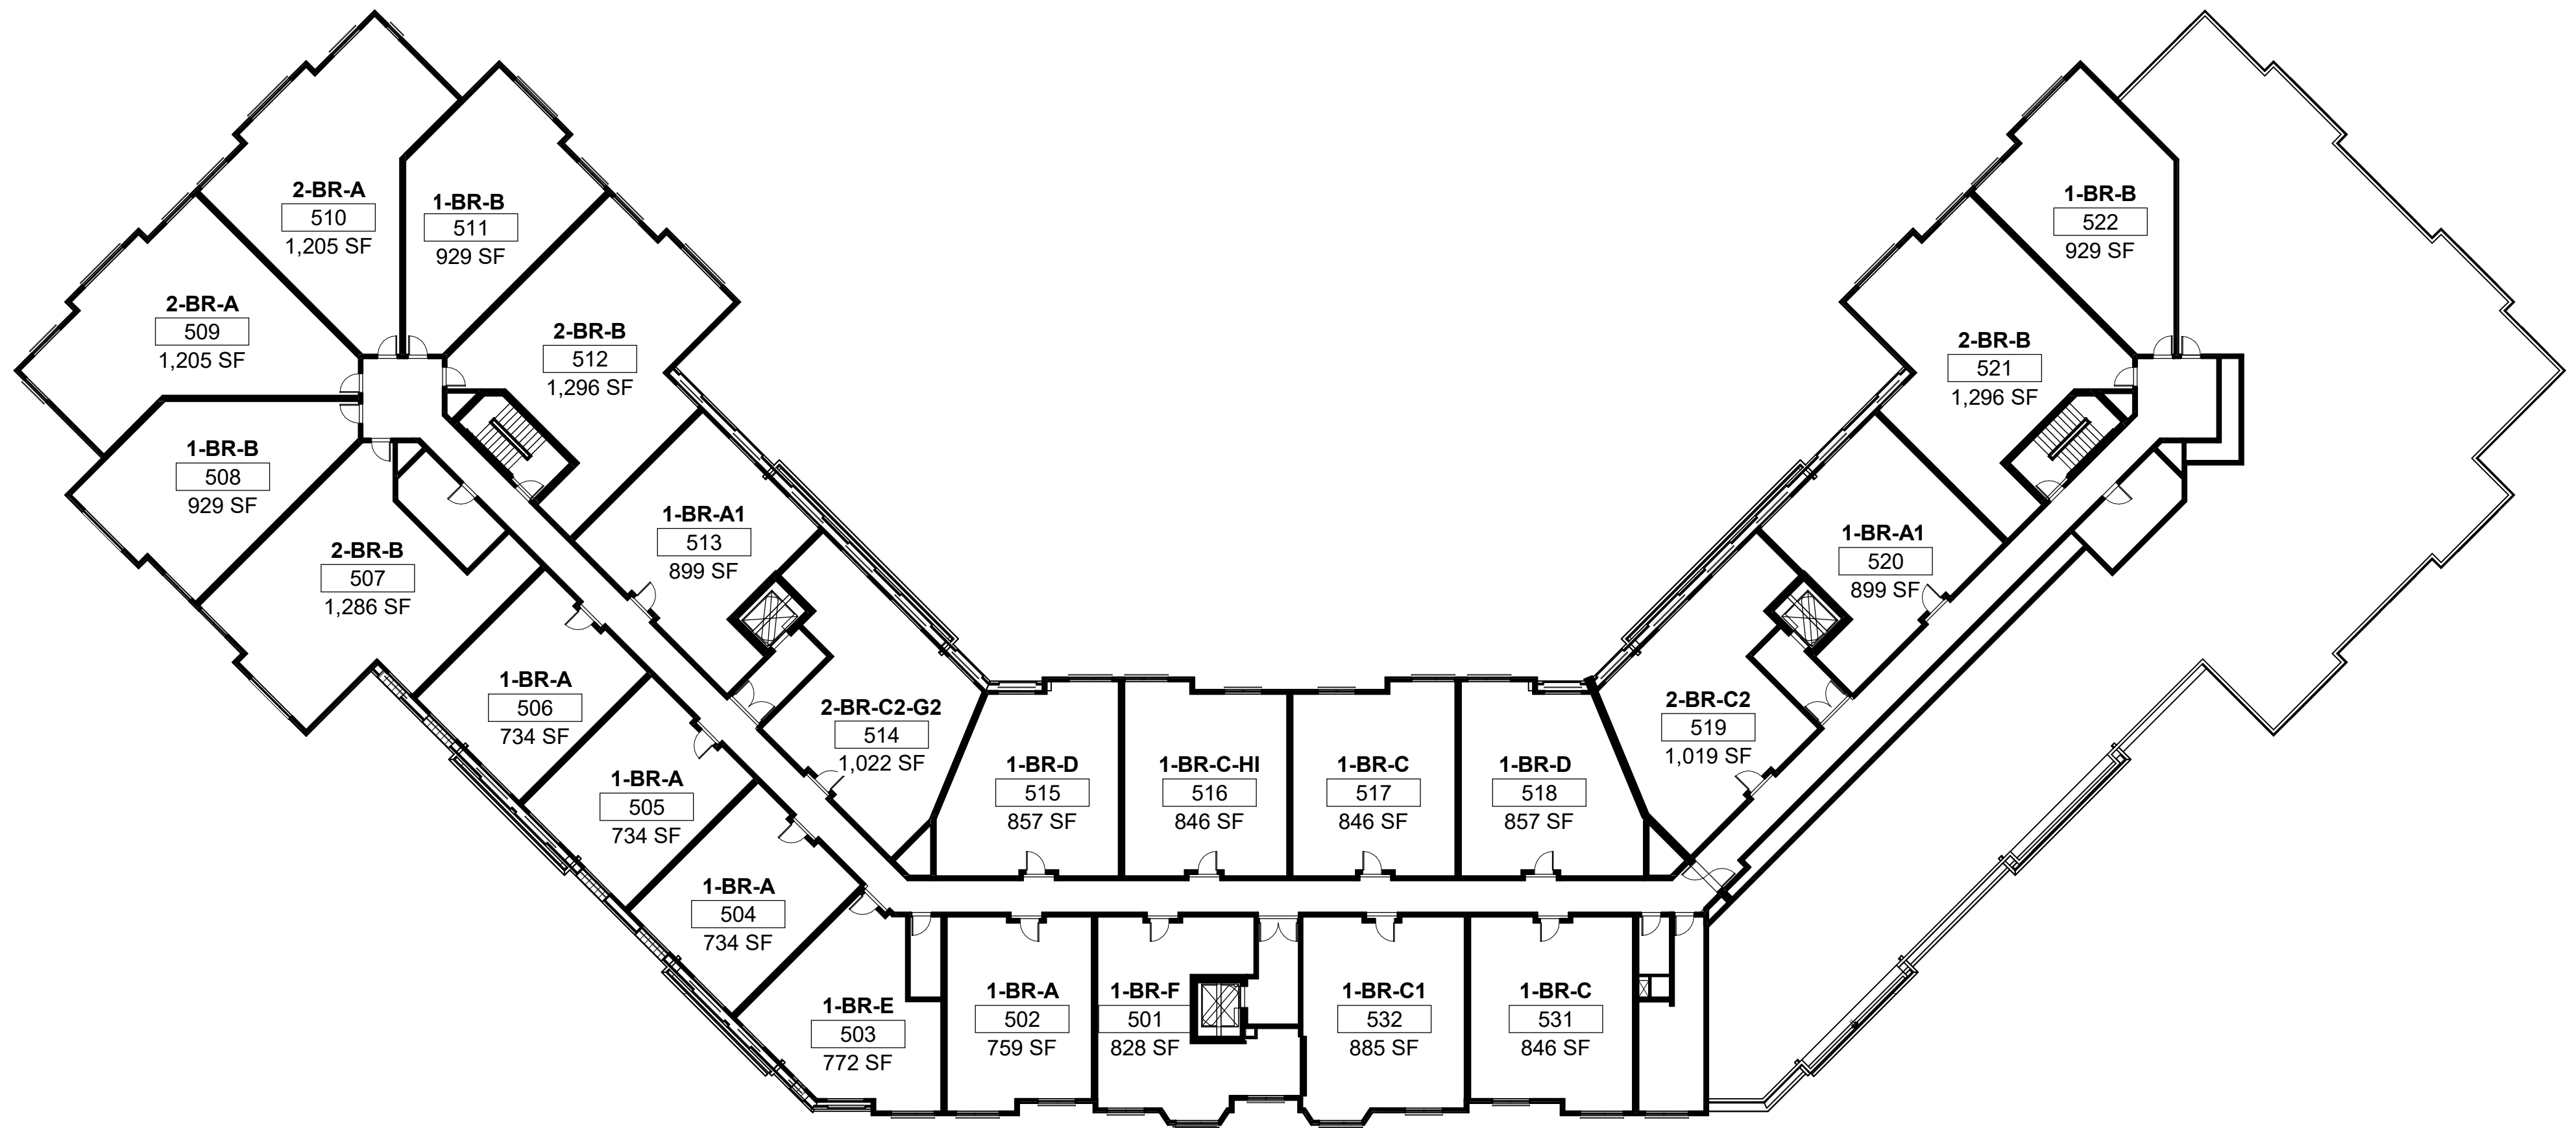 2-BR-A
510
1,205 SF
1-BR-B
511
929 SF
2-BR-A
509
1,205 SF
2-BR-B
512
1,296 SF
1-BR-B
508
929 SF
2-BR-B
507
1,286 SF
1-BR-A1
513
899 SF
1-BR-A
506
734 SF
2-BR-C2-G2
514
1,022 SF
1-BR-A
505
734 SF
1-BR-A
504
734 SF
1-BR-E
503
772 SF
1-BR-D
515
857 SF
1-BR-C-HI
516
846 SF
1-BR-C
517
846 SF
1-BR-D
518
857 SF
1-BR-A
502
759 SF
1-BR-F
501
828 SF
1-BR-C1
532
885 SF
1-BR-C
531
846 SF
2-BR-C2
519
1,019 SF
1-BR-A1
520
899 SF
2-BR-B
521
1,296 SF
1-BR-B
522
929 SF